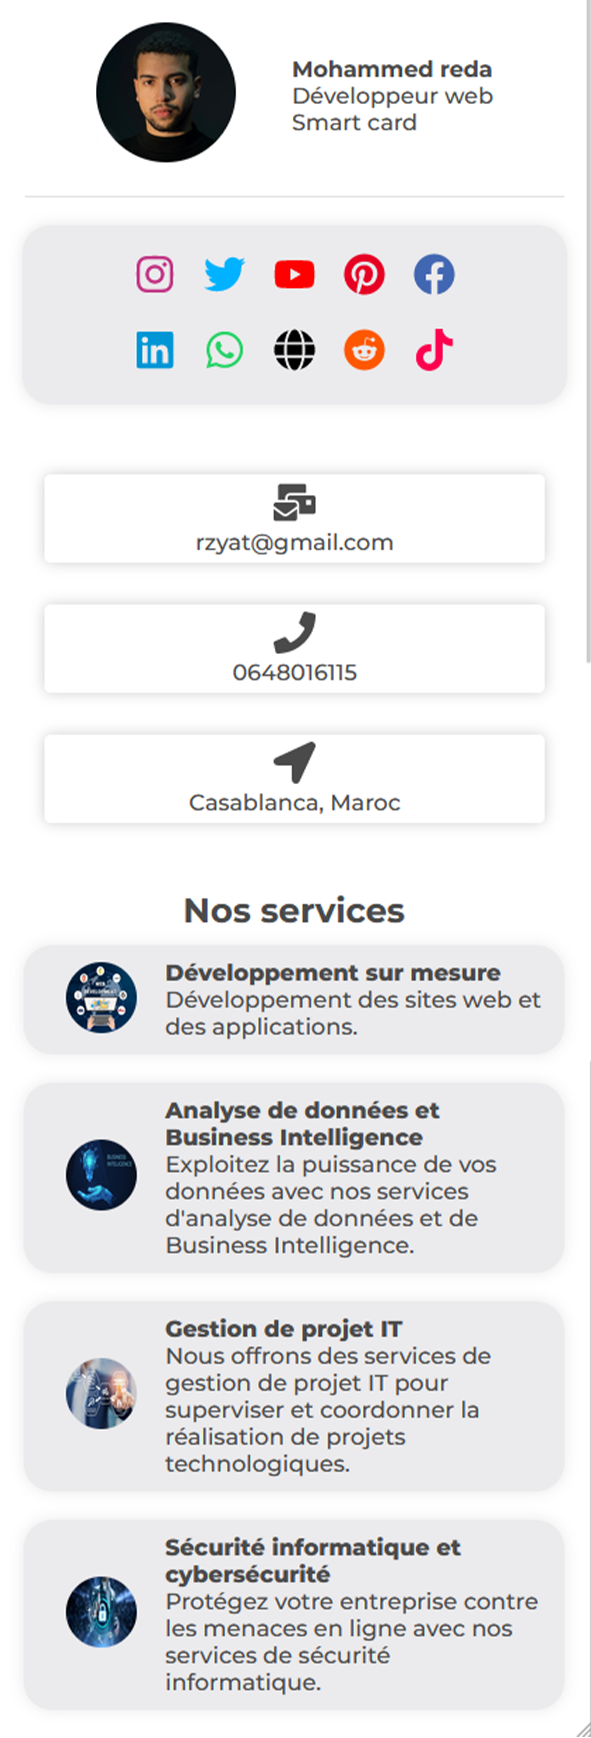 Mohammed reda
Développeur web
Smart card
rzyat@gmail.com
0648016115
Casablanca, Maroc
Nos services
Développement sur mesure
Développement des sites web et
des applications.
Analyse de données et
Business Intelligence
Exploitez la puissance de vos
données avec nos services
d'analyse de données et de
Business Intelligence.
Gestion de projet IT
Nous offrons des services de
gestion de projet IT pour
superviser et coordonner la
réalisation de projets
technologiques.
Sécurité informatique et
cybersécurité
Protégez votre entreprise contre
les menaces en ligne avec nos
services de sécurité
informatique.